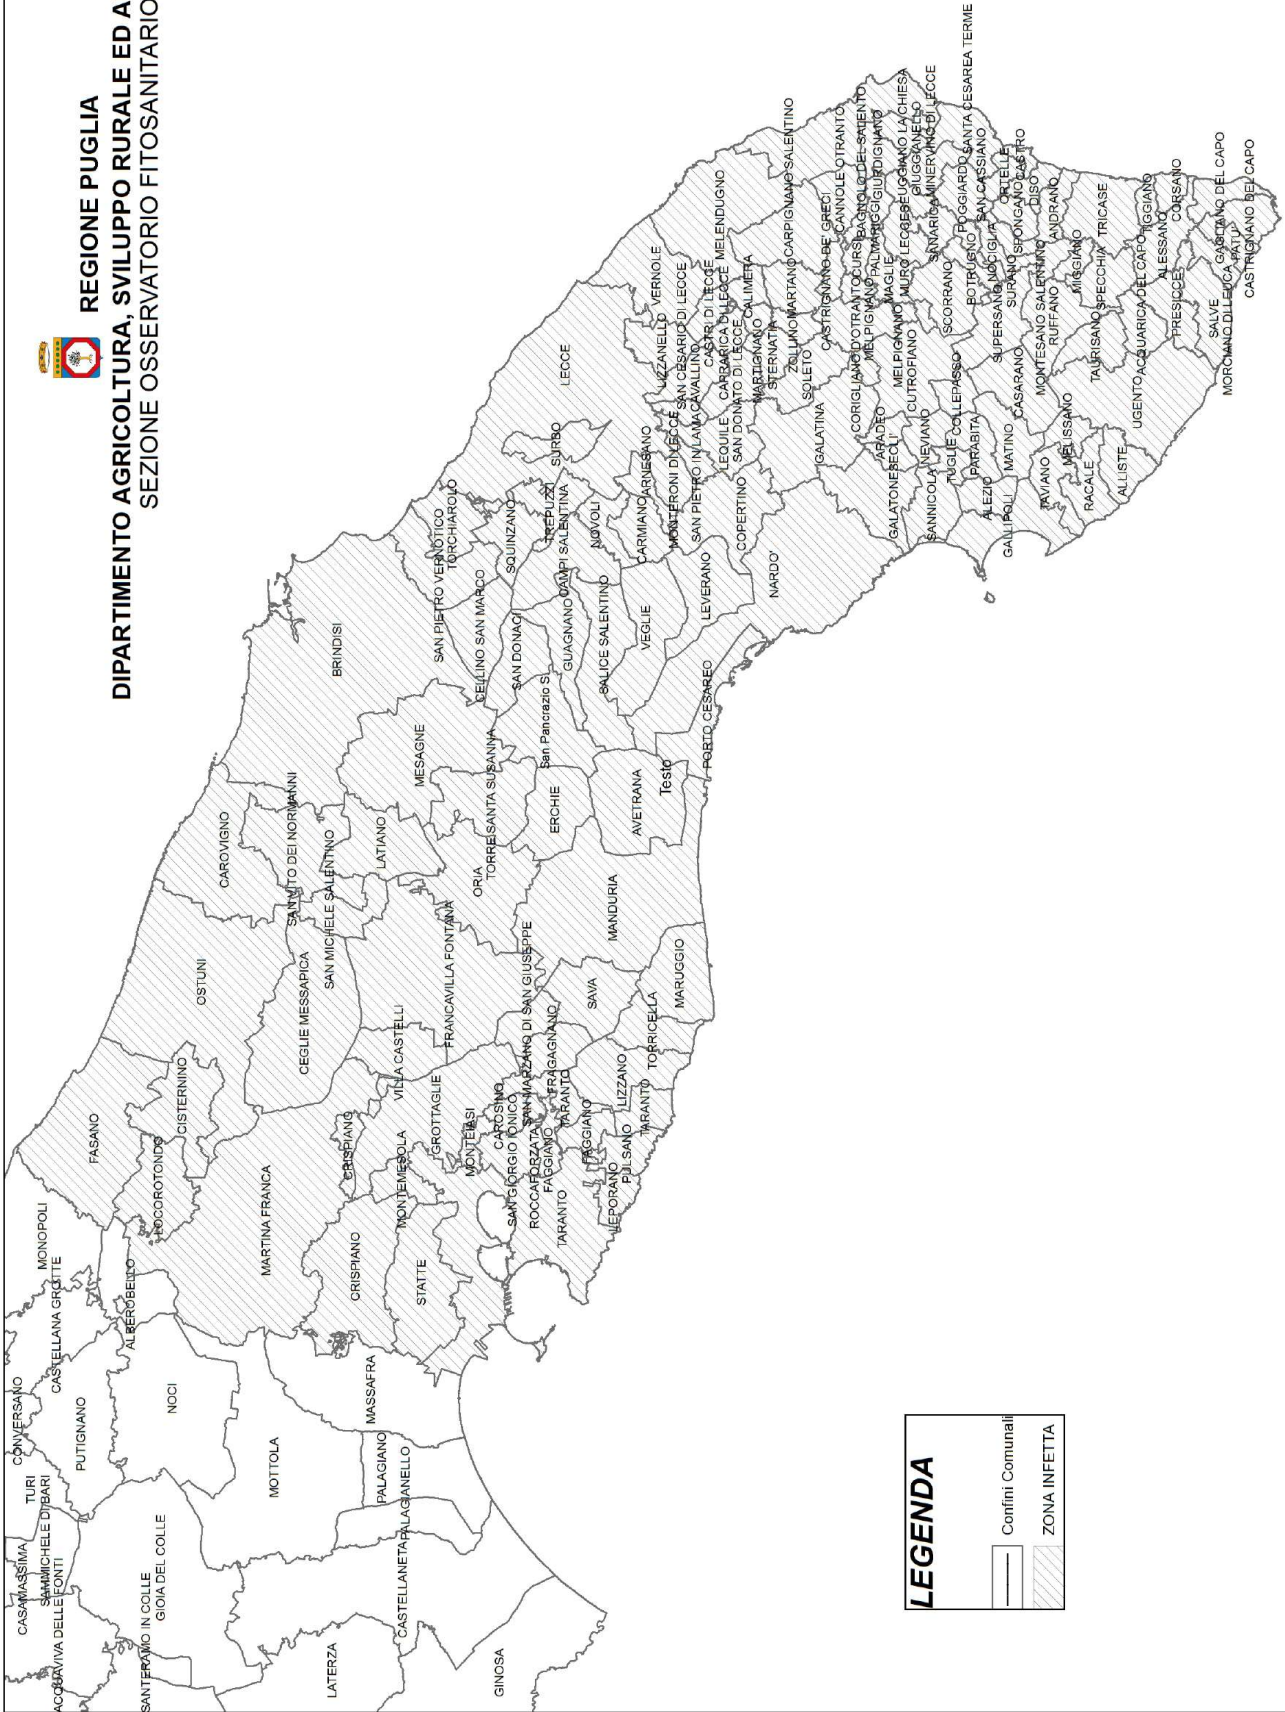 REGIONE PUGLIA
DIPARTIMENTO AGRICOLTURA, SVILUPPO RURALE ED A
SEZIONE OSSERVATORIO FITOSANITARIO
CASAMASSIMA
TURI
CONVERSANO
SAMMICHELE DI BARI
ACQUAVIVA DELLE FONTI
CASTELLANA GROTTE
MONOPOLI
PUTIGNANO
FASANO
ALBEROBELLO
LOCOROTONDO
CISTERNINO
SANTERAMO IN COLLE
GIOIA DEL COLLE
NOCI
OSTUNI
CAROVIGNO
MARTINA FRANCA
MOTTOLA
CEGLIE MESSAPICA
SAN VITO DEI NORMANNI
SAN MICHELE SALENTINO
BRINDISI
LATERZA
CRISPIANO
CRISPIANO
MASSAFRA
PALAGIANO
LATIANO
VILLA CASTELLI
MONTEMESOLA
CASTELLANETA
PALAGIANELLO
STATTE
MESAGNE
GROTTAGLIE
FRANCAVILLA FONTANA
SAN PIETRO VERNOTICO
TORCHIAROLO
MONTEIASI
ORIA
TORRE SANTA SUSANNA
CELLINO SAN MARCO
GINOSA
CAROSINO
SAN GIORGIO IONICO
SAN MARZANO DI SAN GIUSEPPE
SAN DONACI
SQUINZANO
ROCCAFORZATA
FAGGIANO
FRAGAGNANO
San Pancrazio S.
TREPUZZI
SURBO
LECCE
TARANTO
TARANTO
ERCHIE
GUAGNANO
CAMPI SALENTINA
FAGGIANO
SAVA
NOVOLI
LEPORANO
PULSANO
LIZZANO
MANDURIA
SALICE SALENTINO
TARANTO
TORRICELLA
AVETRANA
VEGLIE
CARMIANO
ARNESANO
MARUGGIO
Testo
MONTERONI DI LECCE
LIZZANELLO
VERNOLE
PORTO CESAREO
LEVERANO
SAN PIETRO IN LAMA
CAVALLINO
SAN CESARIO DI LECCE
CASTRI DI LECCE
LEQUILE
CAPRARICA DI LECCE
MELENDUGNO
COPERTINO
SAN DONATO DI LECCE
CALIMERA
MARTIGNANO
STERNATIA
NARDO'
ZOLLINO
MARTANO
CARPIGNANO SALENTINO
SOLETO
GALATINA
CASTRIGNANO DE' GRECI
CANNOLE
OTRANTO
CORIGLIANO D'OTRANTO
CURSI
BAGNOLO DEL SALENTO
MELPIGNANO
PALMARIGGI
GIURDIGNANO
ARADEO
MAGLIE
GALATONE
SECLI'
MELPIGNANO
MURO LECCESE
UGGIANO LA CHIESA
CUTROFIANO
GIUGGIANELLO
SANNICOLA
NEVIANO
SANARICA
MINERVINO DI LECCE
TUGLIE
COLLEPASSO
SCORRANO
POGGIARDO
SANTA CESAREA TERME
PARABITA
BOTRUGNO
SAN CASSIANO
ALEZIO
SUPERSANO
NOCIGLIA
ORTELLE
GALLIPOLI
MATINO
CASARANO
SURANO
SPONGANO
CASTRO
DISO
TAVIANO
MELISSANO
MONTESANO SALENTINO
RUFFANO
ANDRANO
MIGGIANO
RACALE
TAURISANO
SPECCHIA
TRICASE
ALLISTE
UGENTO
ACQUARICA DEL CAPO
TIGGIANO
ALESSANO
PRESICCE
CORSANO
SALVE
GAGLIANO DEL CAPO
MORCIANO DI LEUCA
PATU'
CASTRIGNANO DEL CAPO
LEGENDA
Confini Comunali
ZONA INFETTA